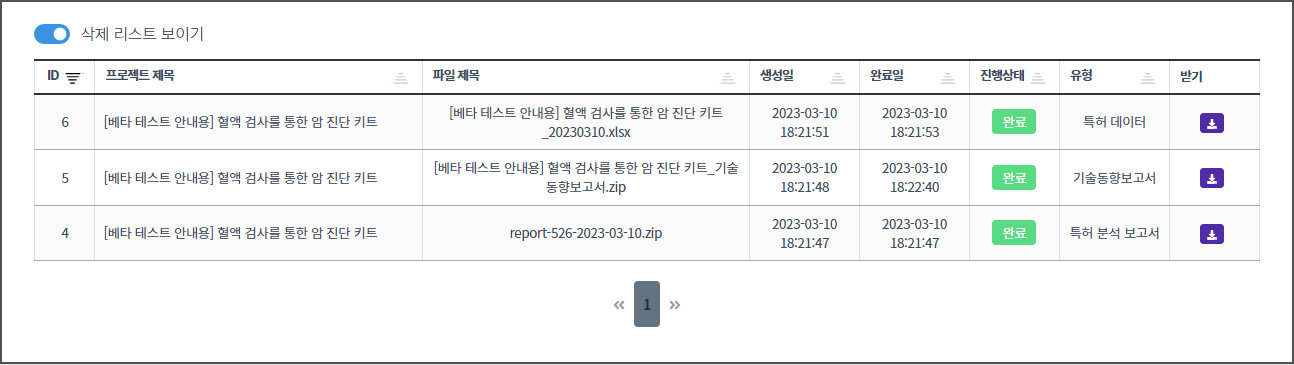 삭제 리스트 보이기
ID 프로젝트 제목 파일 제목 생성일 완료일 진행상태 유형 받기
6 [베타 테스트 안내용] 혈액 검사를 통한 암 진단 키트 [베타 테스트 안내용] 혈액 검사를 통한 암 진단 키트 2023-03-10 2023-03-10 완료 특허 데이터
_20230310.xlsx 18:21:51 18:21:53
5 [베타 테스트 안내용] 혈액 검사를 통한 암 진단 키트 [베타 테스트 안내용] 혈액 검사를 통한 암 진단 키트_기술 2023-03-10 2023-03-10 완료 기술동향보고서
동향보고서.zip 18:21:48 18:22:40
4 [베타 테스트 안내용] 혈액 검사를 통한 암 진단 키트 report-526-2023-03-10.zip 2023-03-10 2023-03-10 완료 특허 분석 보고서
18:21:47 18:21:47
« 1 »